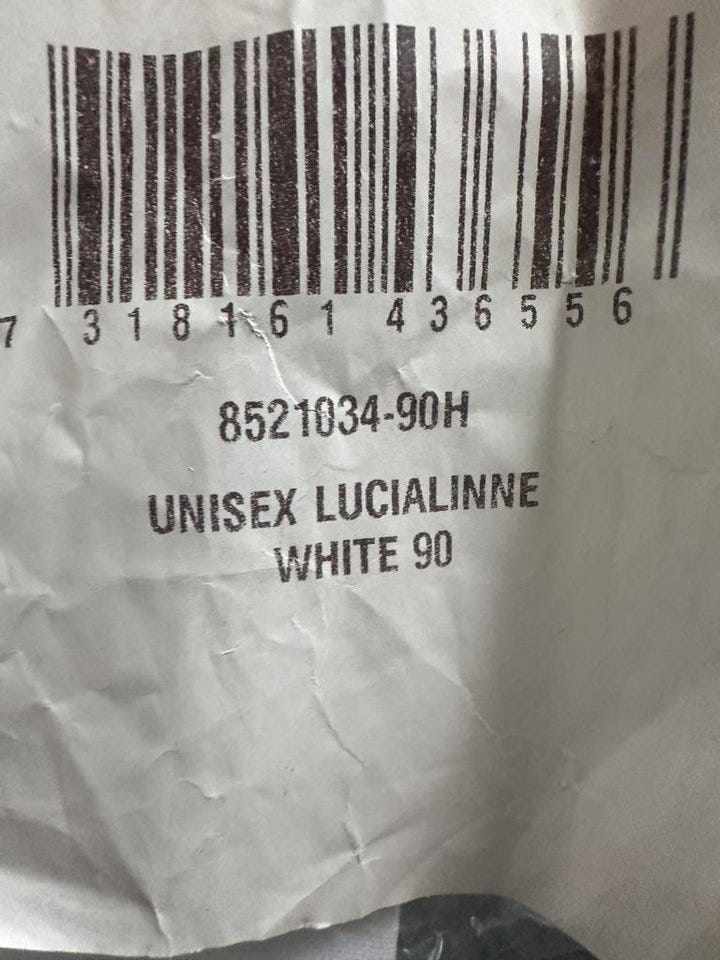 7 318161 436556
8521034-90H
UNISEX LUCIALINNE
WHITE 90